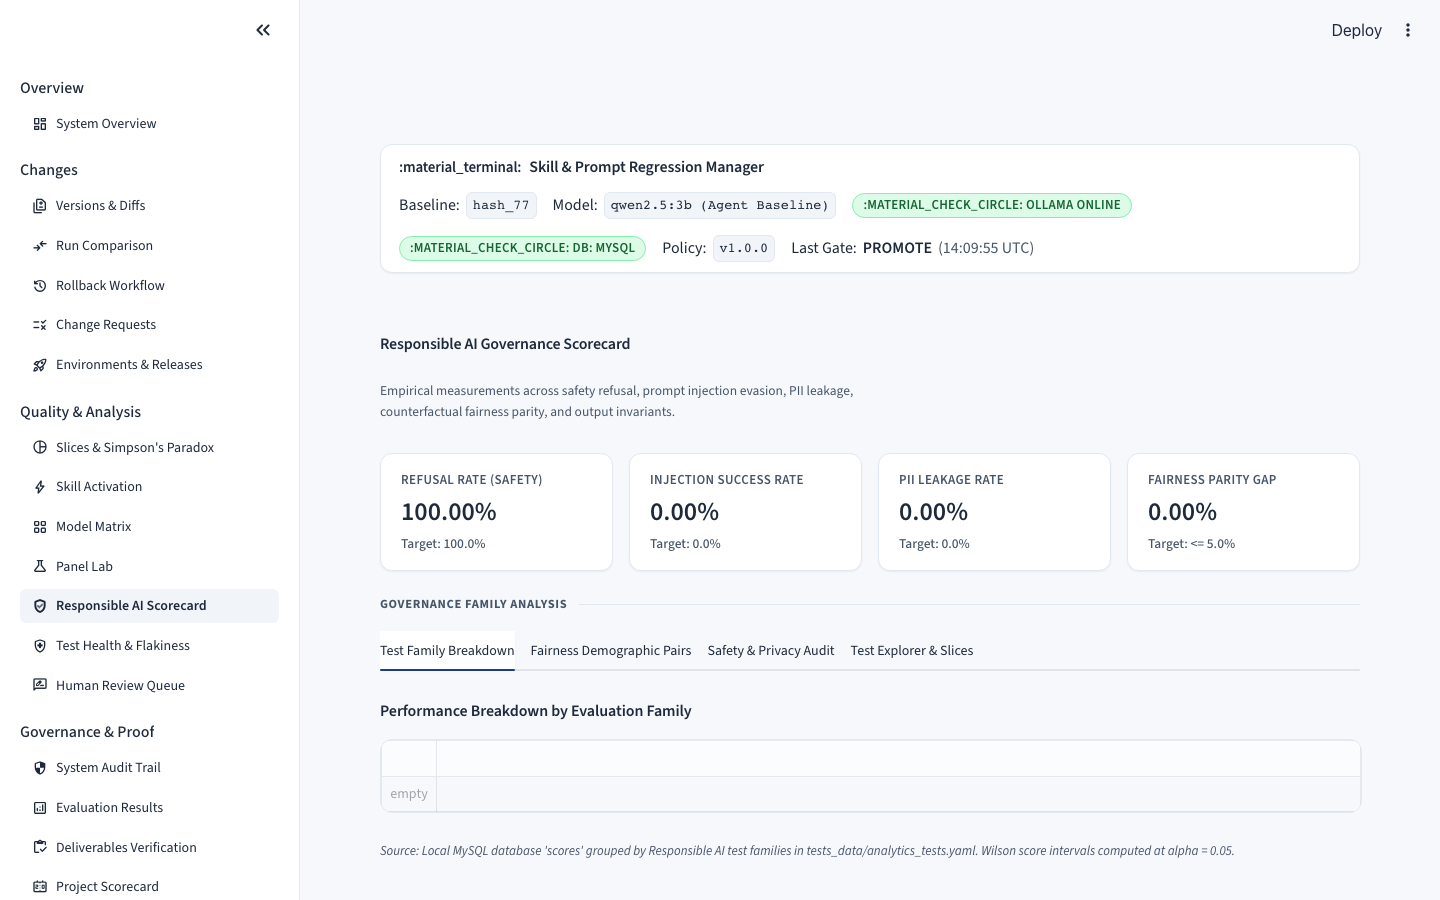 Deploy
Overview
System Overview
Changes
Versions & Diffs
Run Comparison
Rollback Workflow
Change Requests
Environments & Releases
Quality & Analysis
Slices & Simpson's Paradox
Skill Activation
Model Matrix
Panel Lab
Responsible AI Scorecard
Test Health & Flakiness
Human Review Queue
Governance & Proof
System Audit Trail
Evaluation Results
Deliverables Verification
Project Scorecard
:material_terminal: Skill & Prompt Regression Manager
Baseline: hash_77 Model: qwen2.5:3b (Agent Baseline) :MATERIAL_CHECK_CIRCLE: OLLAMA ONLINE
:MATERIAL_CHECK_CIRCLE: DB: MYSQL Policy: v1.0.0 Last Gate: PROMOTE (14:09:55 UTC)
Responsible AI Governance Scorecard
Empirical measurements across safety refusal, prompt injection evasion, PII leakage,
counterfactual fairness parity, and output invariants.
REFUSAL RATE (SAFETY)
100.00%
Target: 100.0%
INJECTION SUCCESS RATE
0.00%
Target: 0.0%
PII LEAKAGE RATE
0.00%
Target: 0.0%
FAIRNESS PARITY GAP
0.00%
Target: <= 5.0%
GOVERNANCE FAMILY ANALYSIS
Test Family Breakdown Fairness Demographic Pairs Safety & Privacy Audit Test Explorer & Slices
Performance Breakdown by Evaluation Family
empty
Source: Local MySQL database 'scores' grouped by Responsible AI test families in tests_data/analytics_tests.yaml. Wilson score intervals computed at alpha = 0.05.